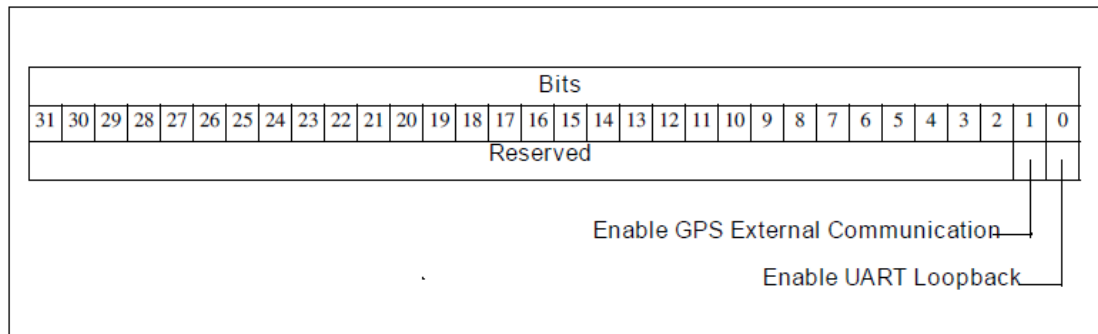 Bits
31 30 29 28 27 26 25 24 23 22 21 20 19 18 17 16 15 14 13 12 11 10 9 8 7 6 5 4 3 2 1 0
Reserved
Enable GPS External Communication
Enable UART Loopback